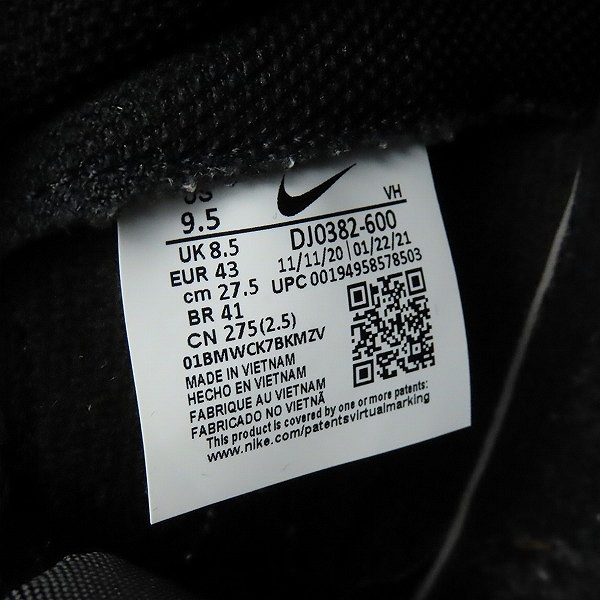 US
9.5
VH
UK 8.5
DJ0382-600
EUR 43
11/11/20 | 01/22/21
cm 27.5
UPC 00194958578503
BR 41
CN 275(2.5)
01BMWCK7BKMZV
MADE IN VIETNAM
HECHO EN VIETNAM
FABRIQUE AU VIETNAM
FABRICADO NO VIETNÃ
This product is covered by one or more patents:
www.nike.com/patentsvirtualmarking